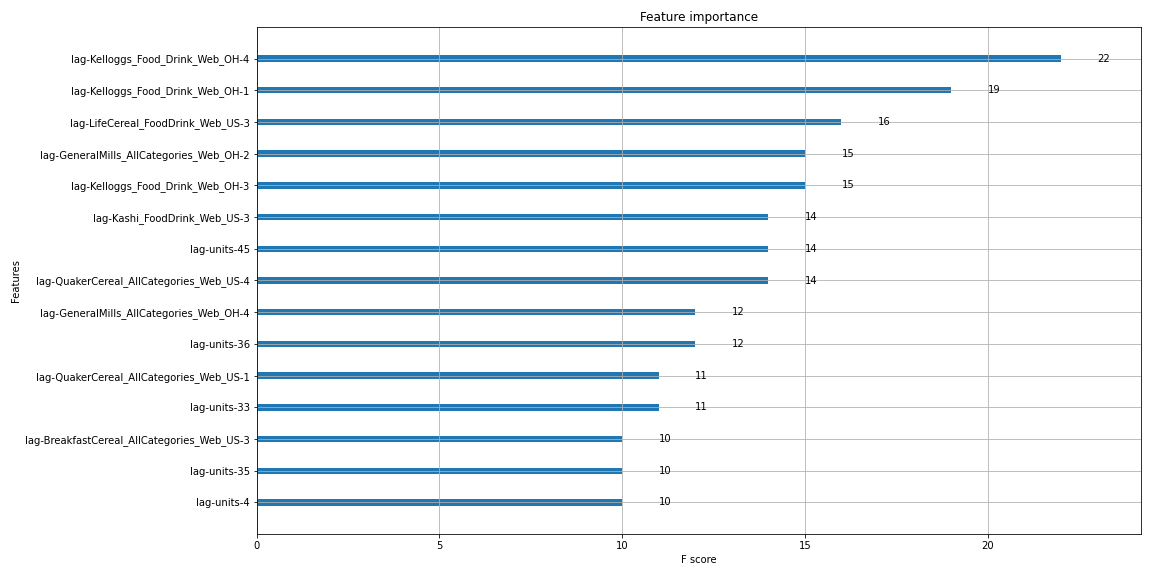 Feature importance
lag-Kelloggs_Food_Drink_Web_OH-4 22
lag-Kelloggs_Food_Drink_Web_OH-1 19
lag-LifeCereal_FoodDrink_Web_US-3 16
lag-GeneralMills_AllCategories_Web_OH-2 15
lag-Kelloggs_Food_Drink_Web_OH-3 15
lag-Kashi_FoodDrink_Web_US-3 14
lag-units-45 14
lag-QuakerCereal_AllCategories_Web_US-4 14
lag-GeneralMills_AllCategories_Web_OH-4 12
lag-units-36 12
lag-QuakerCereal_AllCategories_Web_US-1 11
lag-units-33 11
lag-BreakfastCereal_AllCategories_Web_US-3 10
lag-units-35 10
lag-units-4 10
Features
0 5 10 15 20
F score